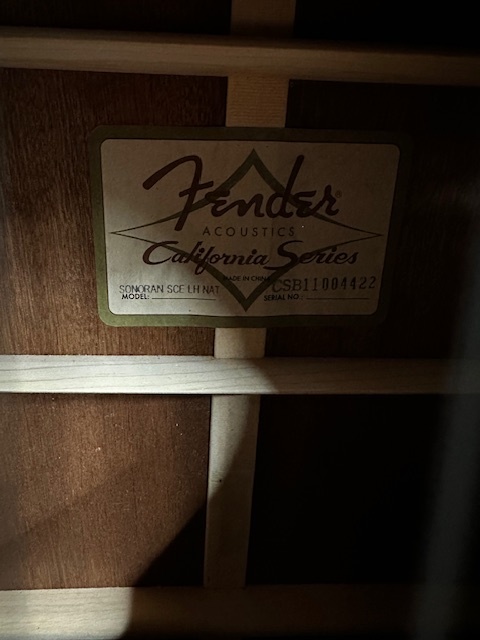 Fender®
ACOUSTICS
California Series
MADE IN CHINA
SONORAN SCE LH NAT CSB11004422
MODEL: SERIAL NO: